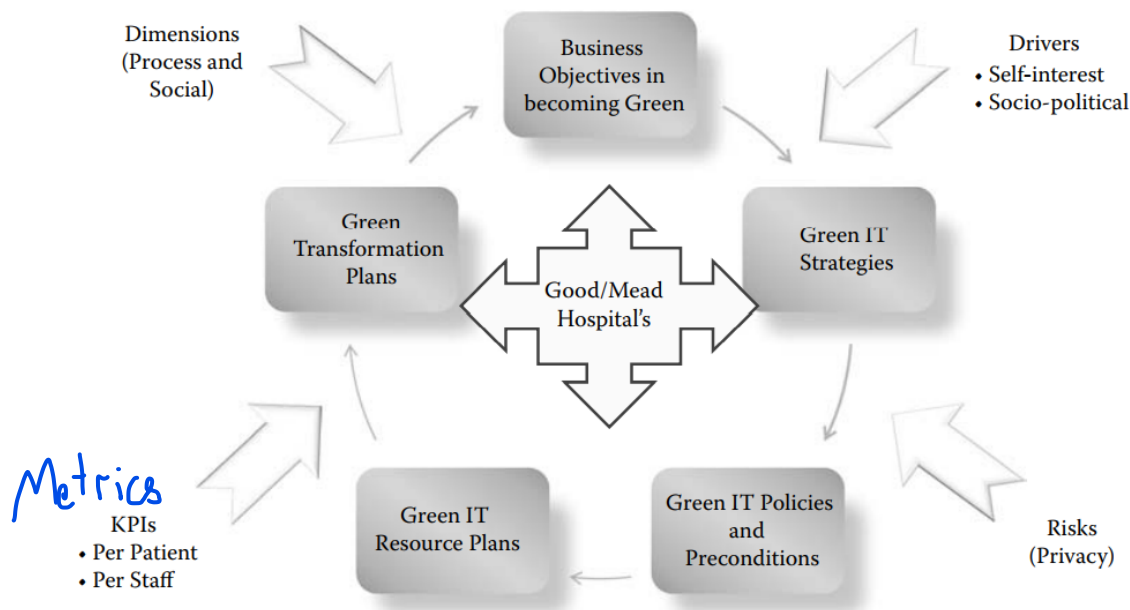 Dimensions
(Process and
Social)
Business
Objectives in
becoming Green
Drivers
• Self-interest
• Socio-political
Green
Transformation
Plans
Good/Mead
Hospital's
Green IT
Strategies
Metrics
KPIs
• Per Patient
• Per Staff
Green IT
Resource Plans
Green IT Policies
and
Preconditions
Risks
(Privacy)